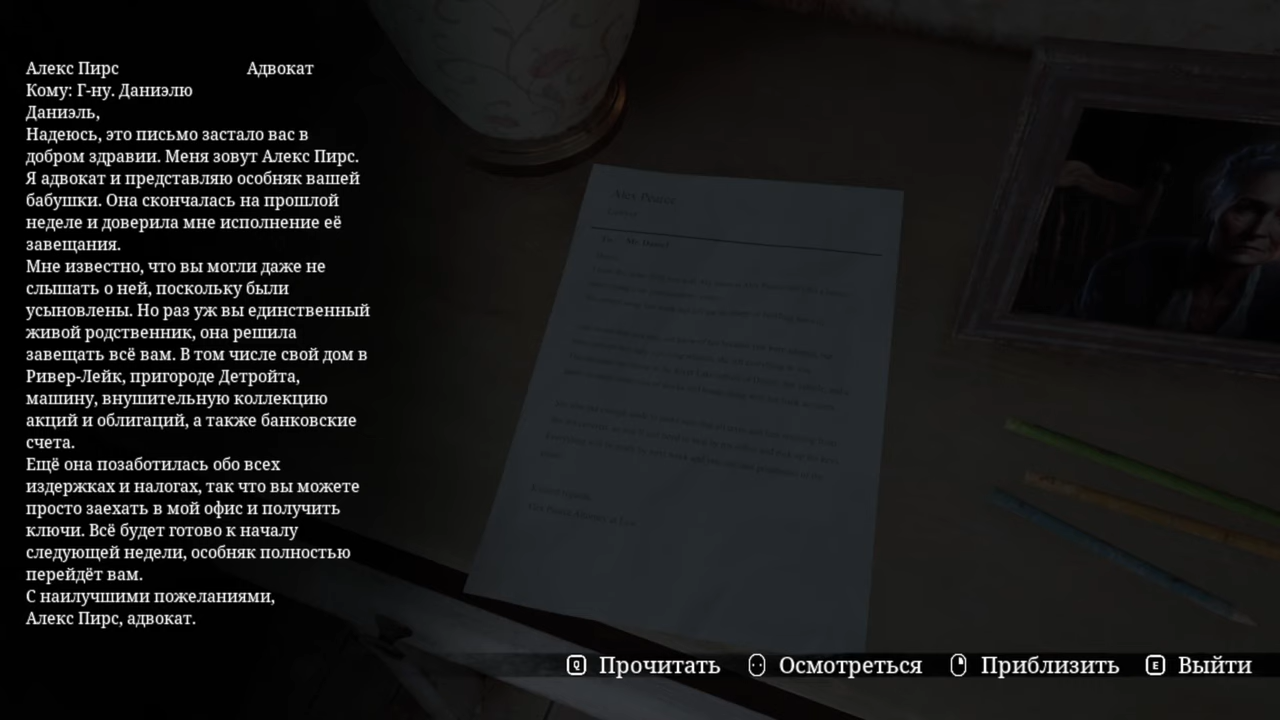 Алекс Пирс Адвокат
Кому: Г-ну. Даниэлю
Даниэль,
Надеюсь, это письмо застало вас в
добром здравии. Меня зовут Алекс Пирс.
Я адвокат и представляю особняк вашей
бабушки. Она скончалась на прошлой
неделе и доверила мне исполнение её
завещания.
Мне известно, что вы могли даже не
слышать о ней, поскольку были
усыновлены. Но раз уж вы единственный
живой родственник, она решила
завещать всё вам. В том числе свой дом в
Ривер-Лейк, пригороде Детройта,
машину, внушительную коллекцию
акций и облигаций, а также банковские
счета.
Ещё она позаботилась обо всех
издержках и налогах, так что вы можете
просто заехать в мой офис и получить
ключи. Всё будет готово к началу
следующей недели, особняк полностью
перейдёт вам.
С наилучшими пожеланиями,
Алекс Пирс, адвокат.
Alex Pearce
Q Прочитать Осмотреться Приблизить E Выйти